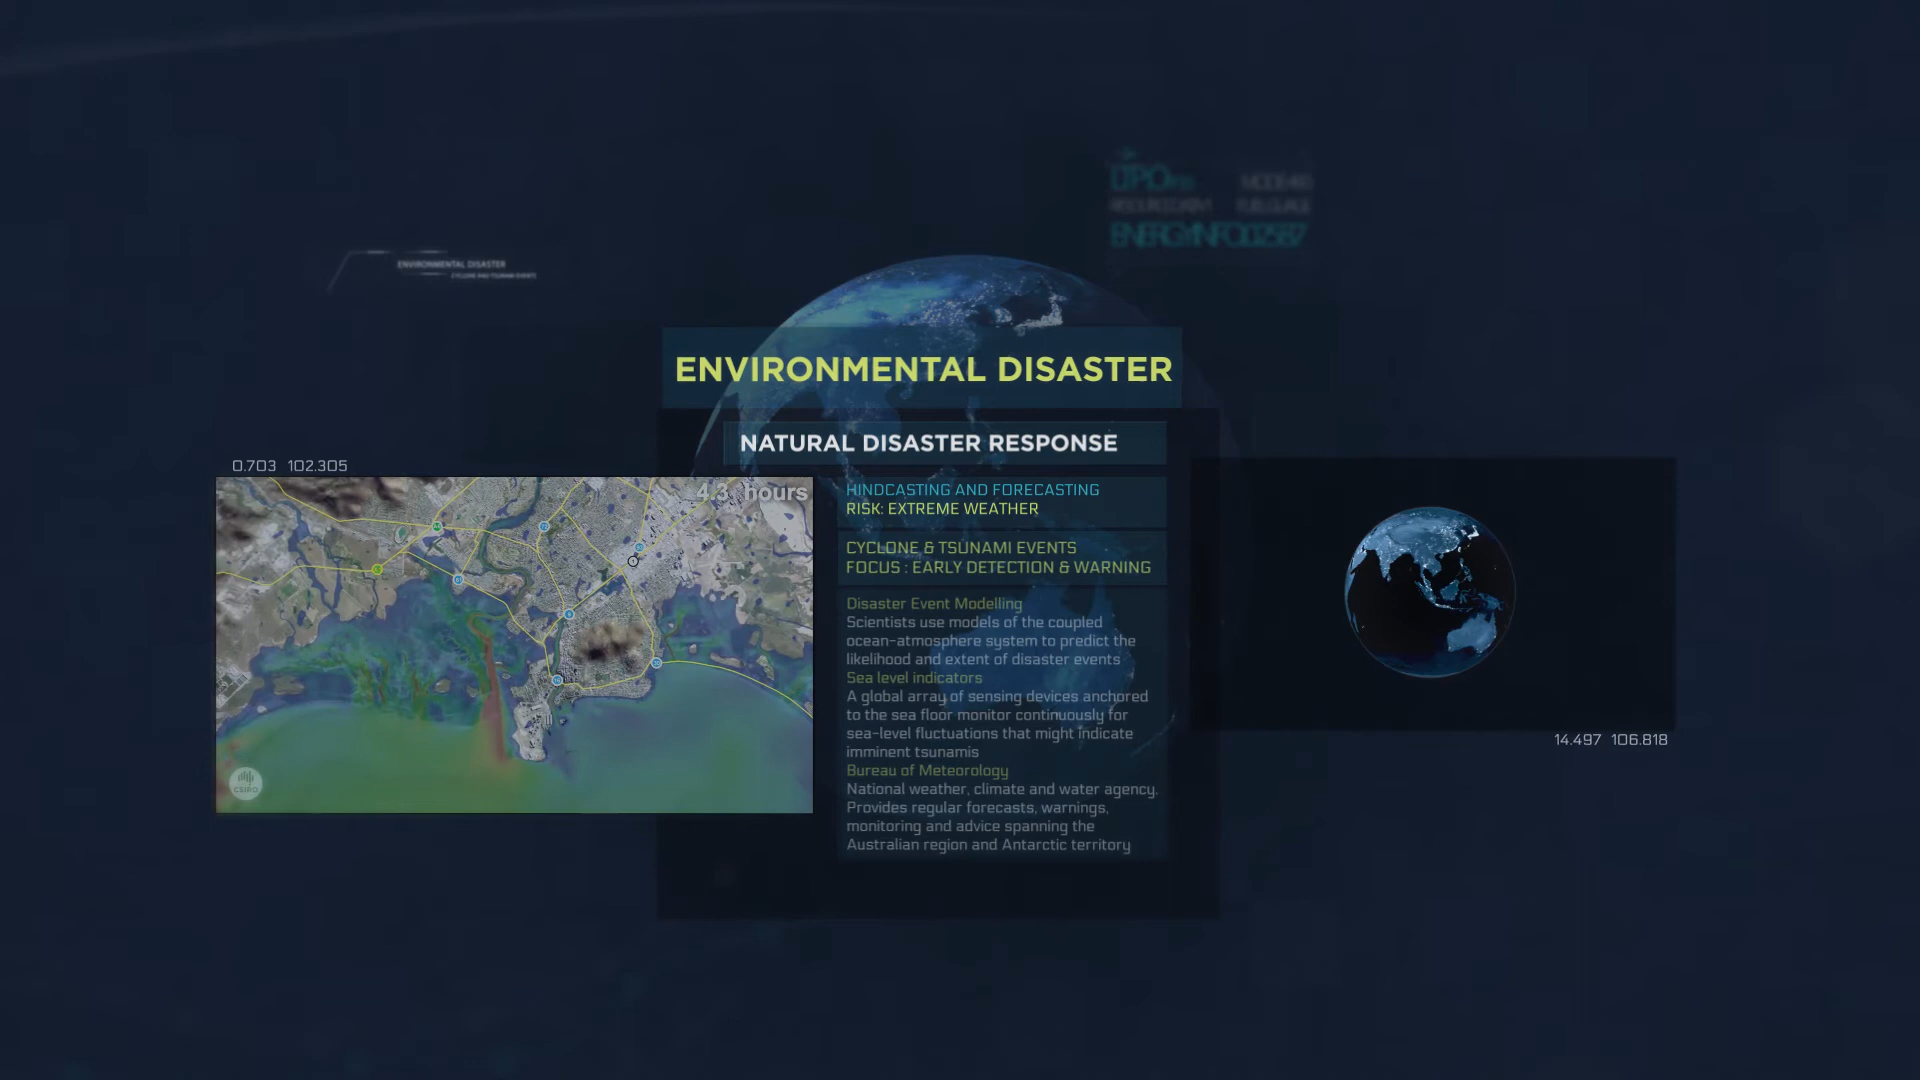 ENVIRONMENTAL DISASTER
CYCLONE AND TSUNAMI EVENTS
ENVIRONMENTAL DISASTER
NATURAL DISASTER RESPONSE
0.703 102.305
4.3 hours
CSIRO
HINDCASTING AND FORECASTING
RISK: EXTREME WEATHER
CYCLONE & TSUNAMI EVENTS
FOCUS : EARLY DETECTION & WARNING
Disaster Event Modelling
Scientists use models of the coupled
ocean-atmosphere system to predict the
likelihood and extent of disaster events
Sea level indicators
A global array of sensing devices anchored
to the sea floor monitor continuously for
sea-level fluctuations that might indicate
imminent tsunamis
Bureau of Meteorology
National weather, climate and water agency.
Provides regular forecasts, warnings,
monitoring and advice spanning the
Australian region and Antarctic territory
14.497 106.818